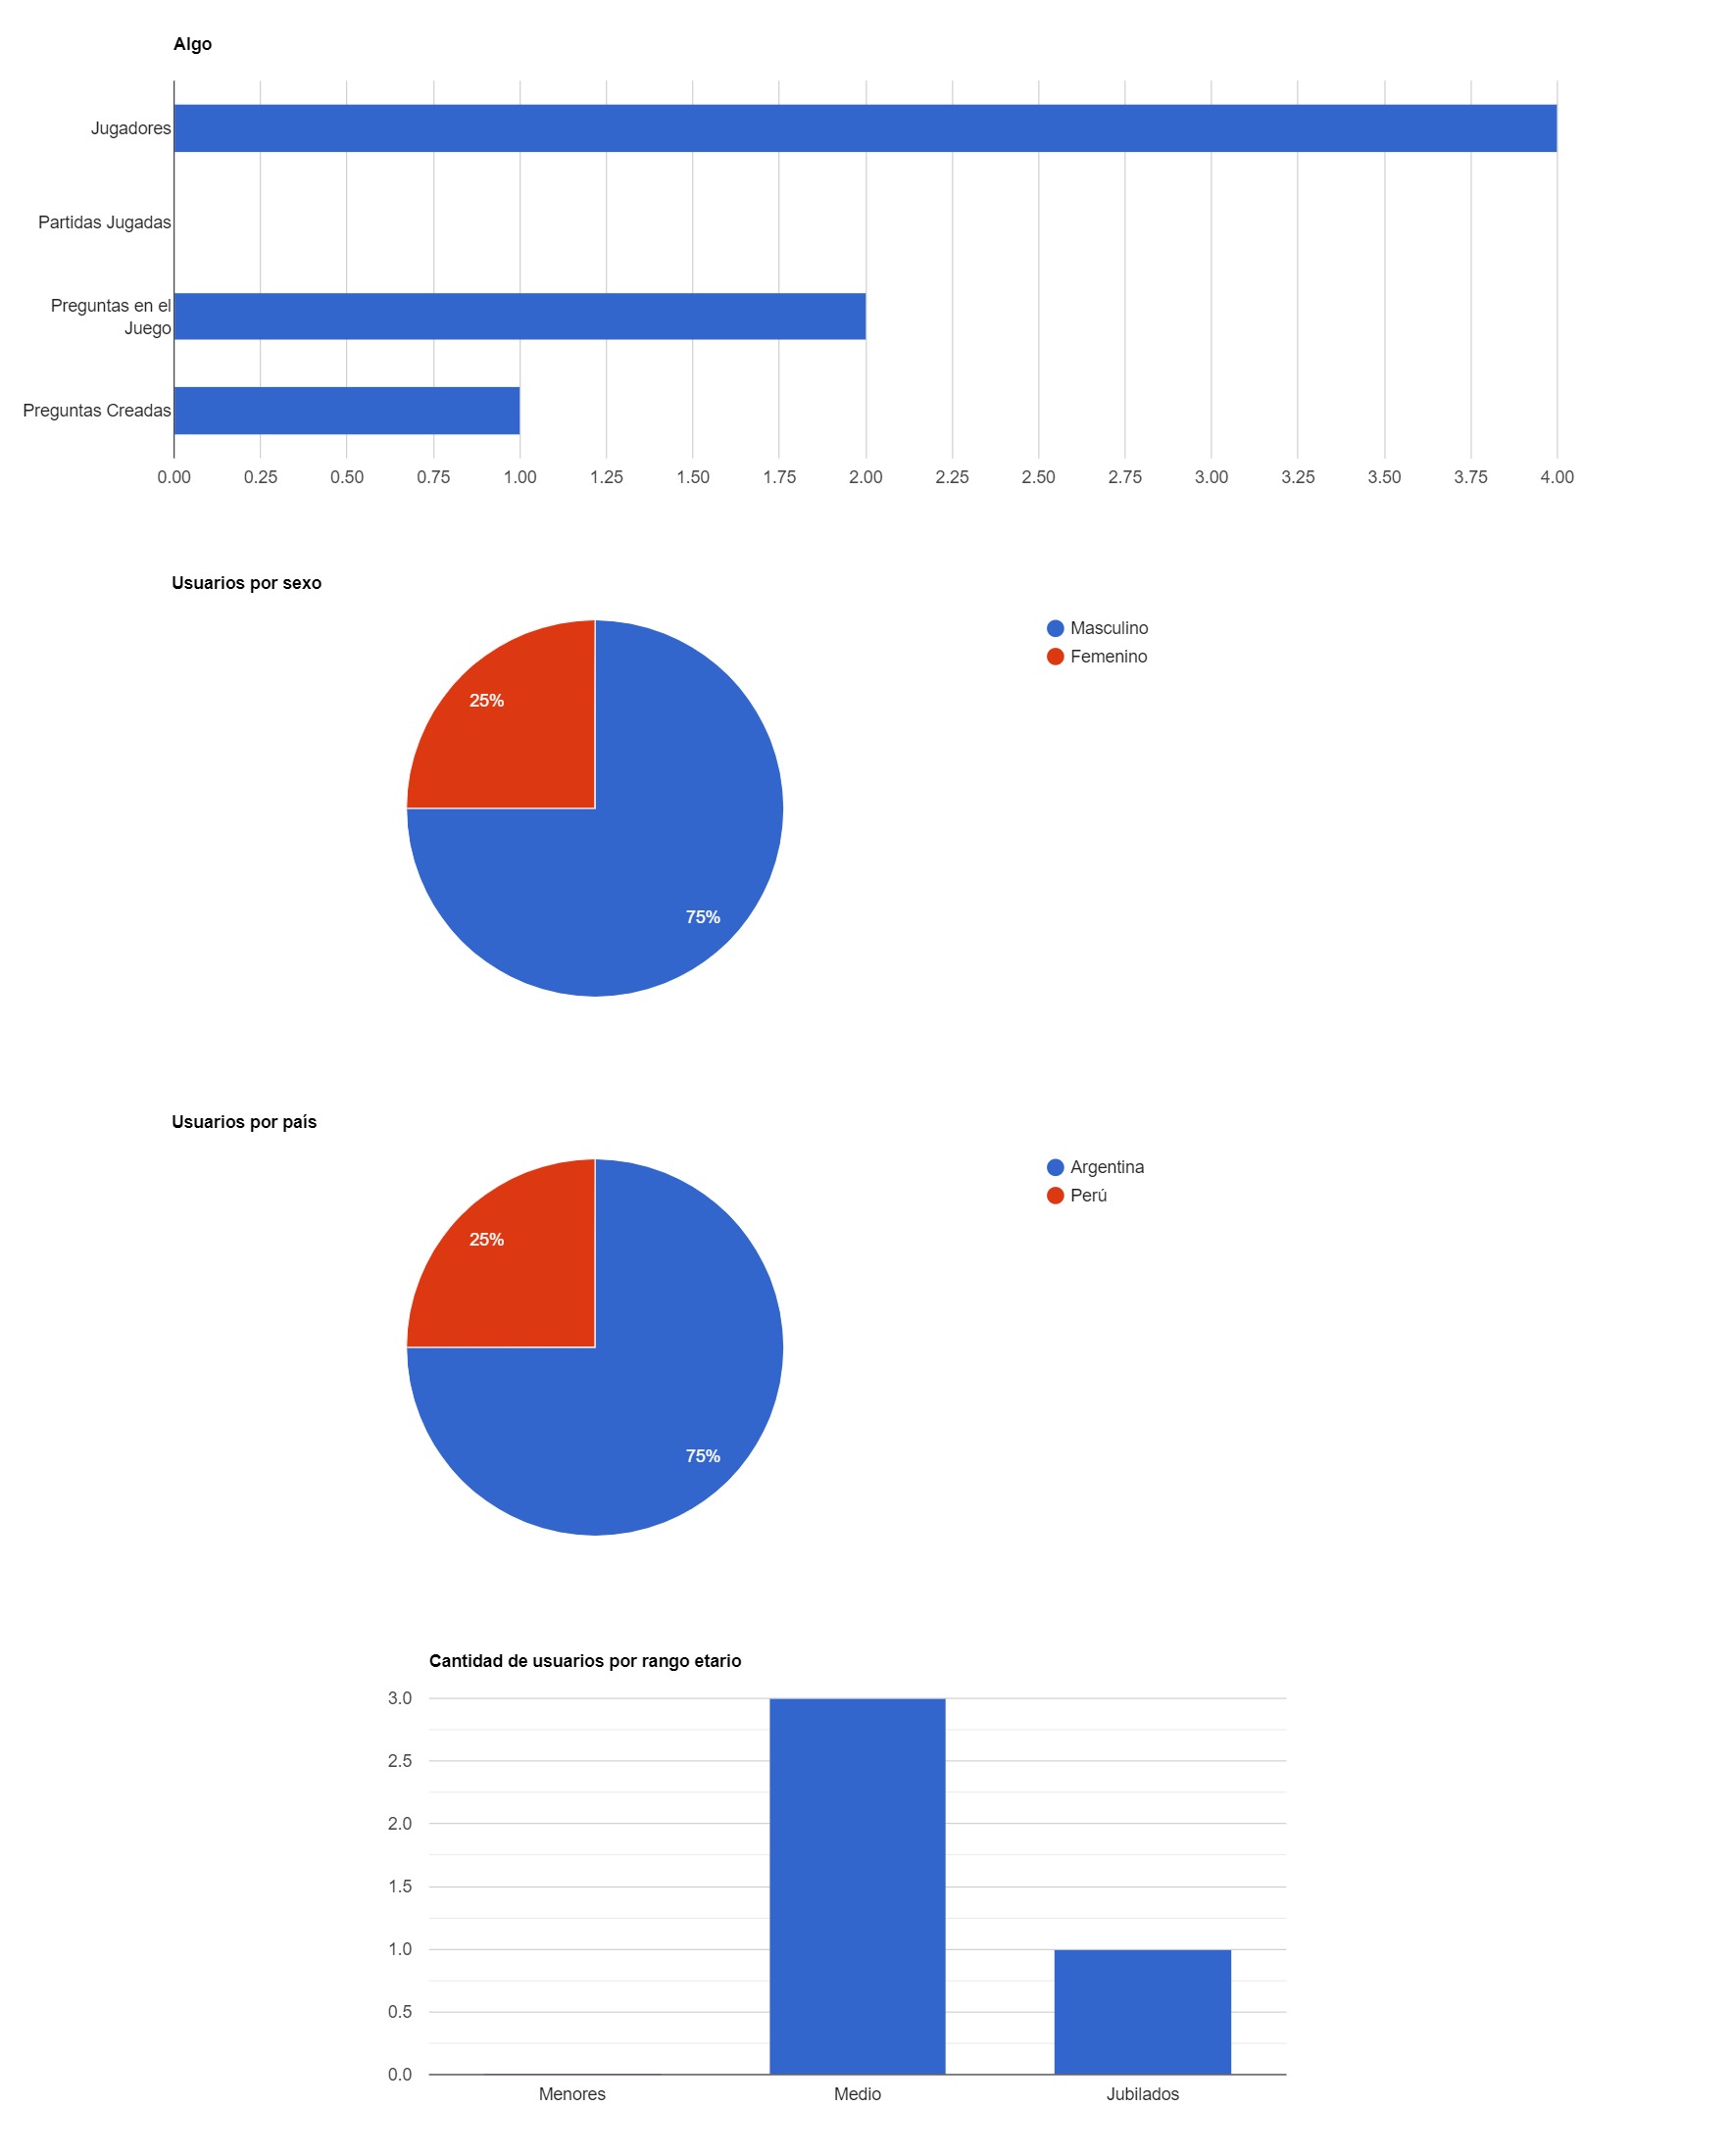 Algo
Jugadores
Partidas Jugadas
Preguntas en el
Juego
Preguntas Creadas
0.00 0.25 0.50 0.75 1.00 1.25 1.50 1.75 2.00 2.25 2.50 2.75 3.00 3.25 3.50 3.75 4.00
Usuarios por sexo
Masculino
Femenino
25%
75%
Usuarios por país
Argentina
Perú
25%
75%
Cantidad de usuarios por rango etario
3.0
2.5
2.0
1.5
1.0
0.5
0.0
Menores Medio Jubilados